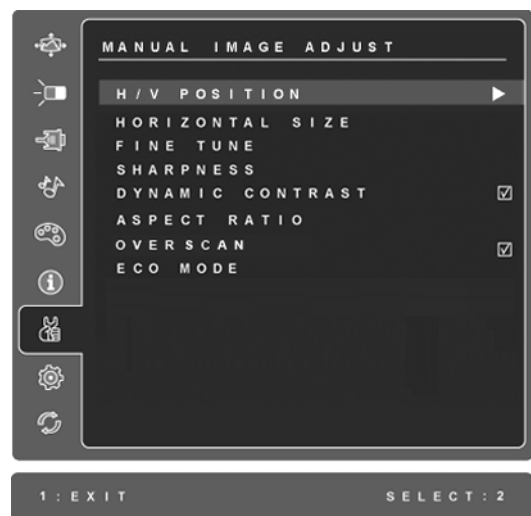 MANUAL IMAGE ADJUST
H/V POSITION
HORIZONTAL SIZE
FINE TUNE
SHARPNESS
DYNAMIC CONTRAST
ASPECT RATIO
OVERSCAN
ECO MODE
1:EXIT SELECT:2